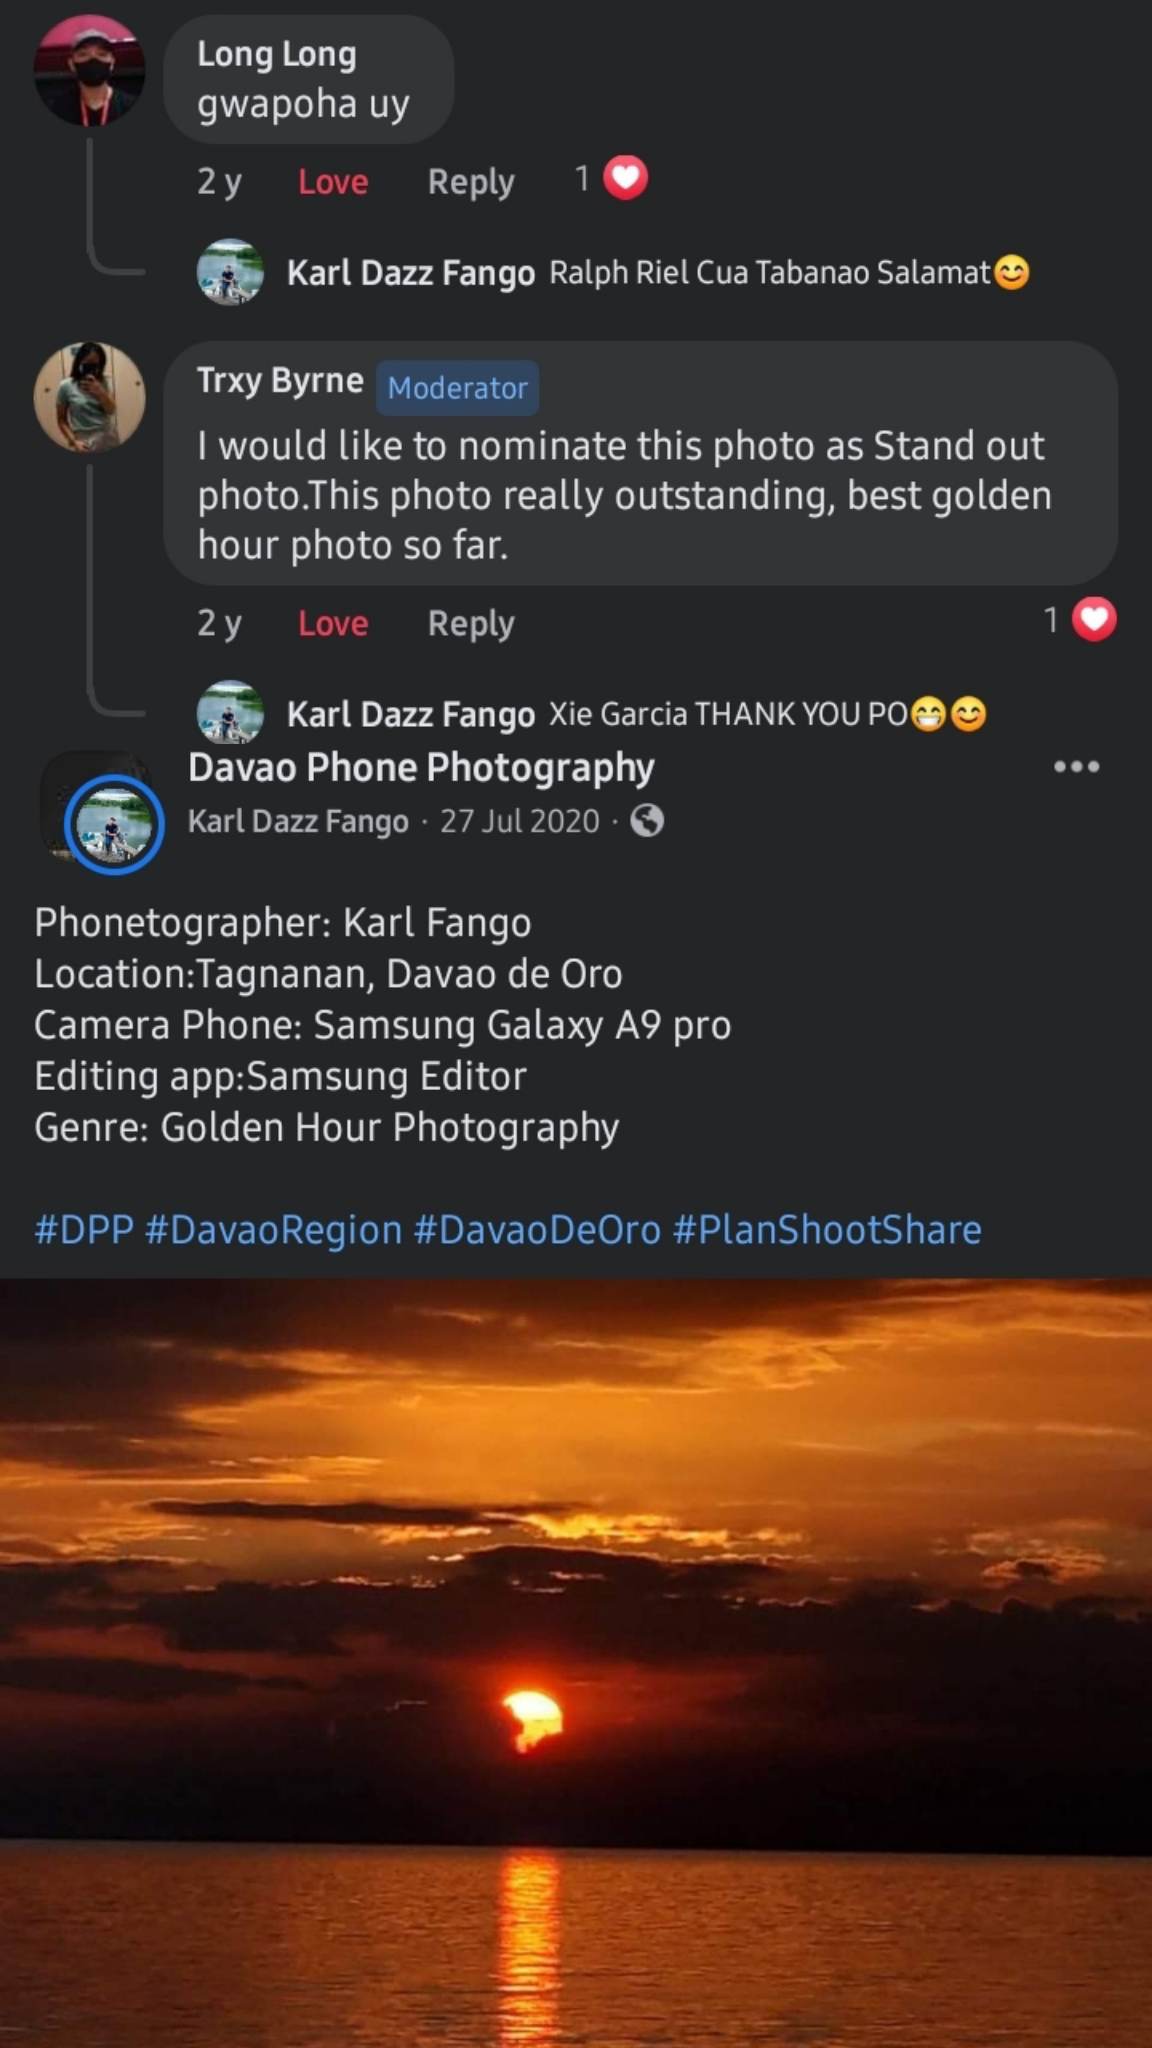 Long Long
gwapoha uy
2 y Love Reply 1
Karl Dazz Fango Ralph Riel Cua Tabanao Salamat😊
Trxy Byrne Moderator
I would like to nominate this photo as Stand out
photo.This photo really outstanding, best golden
hour photo so far.
2 y Love Reply 1
Karl Dazz Fango Xie Garcia THANK YOU PO😁😊
Davao Phone Photography
Karl Dazz Fango · 27 Jul 2020 ·
Phonetographer: Karl Fango
Location:Tagnanan, Davao de Oro
Camera Phone: Samsung Galaxy A9 pro
Editing app:Samsung Editor
Genre: Golden Hour Photography
#DPP #DavaoRegion #DavaoDeOro #PlanShootShare